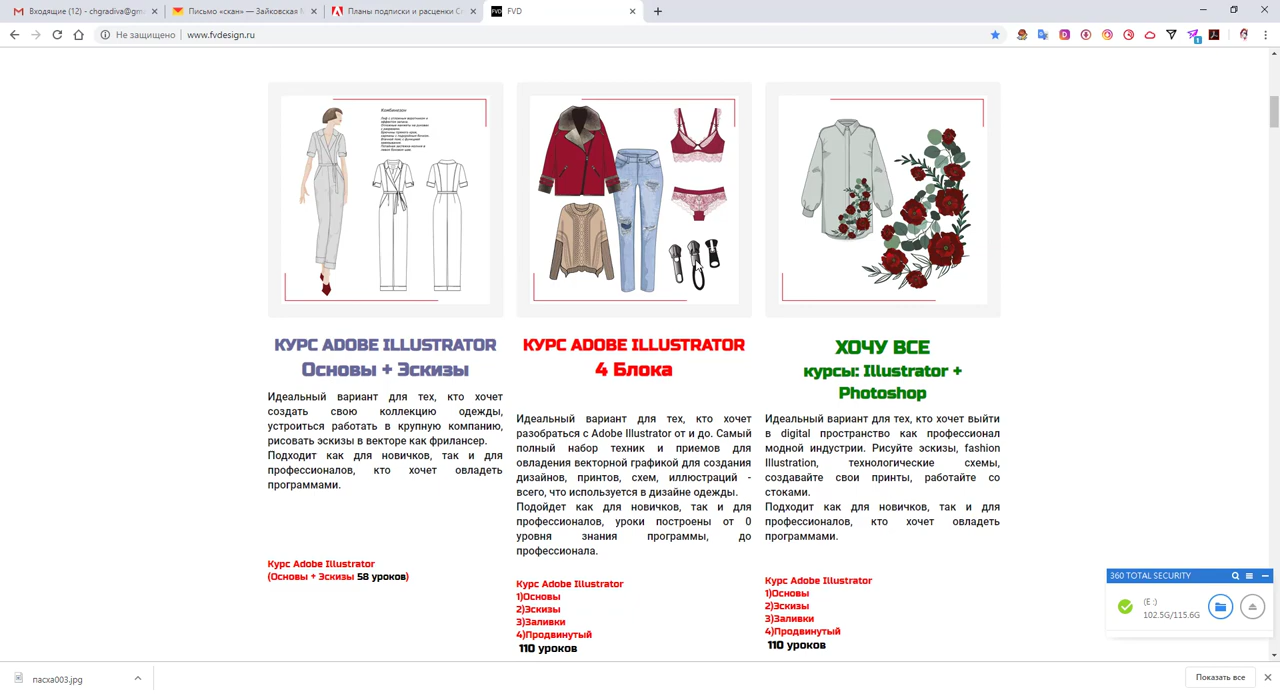 Входящие (12) - chgradiva@gm
Письмо «скан» — Зайковская М
Планы подписки и расценки C
FVD
FVD
Не защищено
www.fvdesign.ru
Комбинезон
КУРС ADOBE ILLUSTRATOR
Основы + Эскизы
Идеальный вариант для тех, кто хочет
создать свою коллекцию одежды,
устроиться работать в крупную компанию,
рисовать эскизы в векторе как фрилансер.
Подходит как для новичков, так и для
профессионалов, кто хочет овладеть
программами.
Курс Adobe Illustrator
(Основы + Эскизы 58 уроков)
КУРС ADOBE ILLUSTRATOR
4 Блока
Идеальный вариант для тех, кто хочет
разобраться с Adobe Illustrator от и до. Самый
полный набор техник и приемов для
овладения векторной графикой для создания
дизайнов, принтов, схем, иллюстраций -
всего, что используется в дизайне одежды.
Подойдет как для новичков, так и для
профессионалов, уроки построены от 0
уровня знания программы, до
профессионала.
Курс Adobe Illustrator
1)Основы
2)Эскизы
3)Заливки
4)Продвинутый
110 уроков
ХОЧУ ВСЕ
курсы: Illustrator +
Photoshop
Идеальный вариант для тех, кто хочет выйти
в digital пространство как профессионал
модной индустрии. Рисуйте эскизы, fashion
Illustration, технологические схемы,
создавайте свои принты, работайте со
стоками.
Подходит как для новичков, так и для
профессионалов, кто хочет овладеть
программами.
Курс Adobe Illustrator
1)Основы
2)Эскизы
3)Заливки
4)Продвинутый
110 уроков
360 TOTAL SECURITY
(E :)
102.5G/115.6G
пасха003.jpg
Показать все